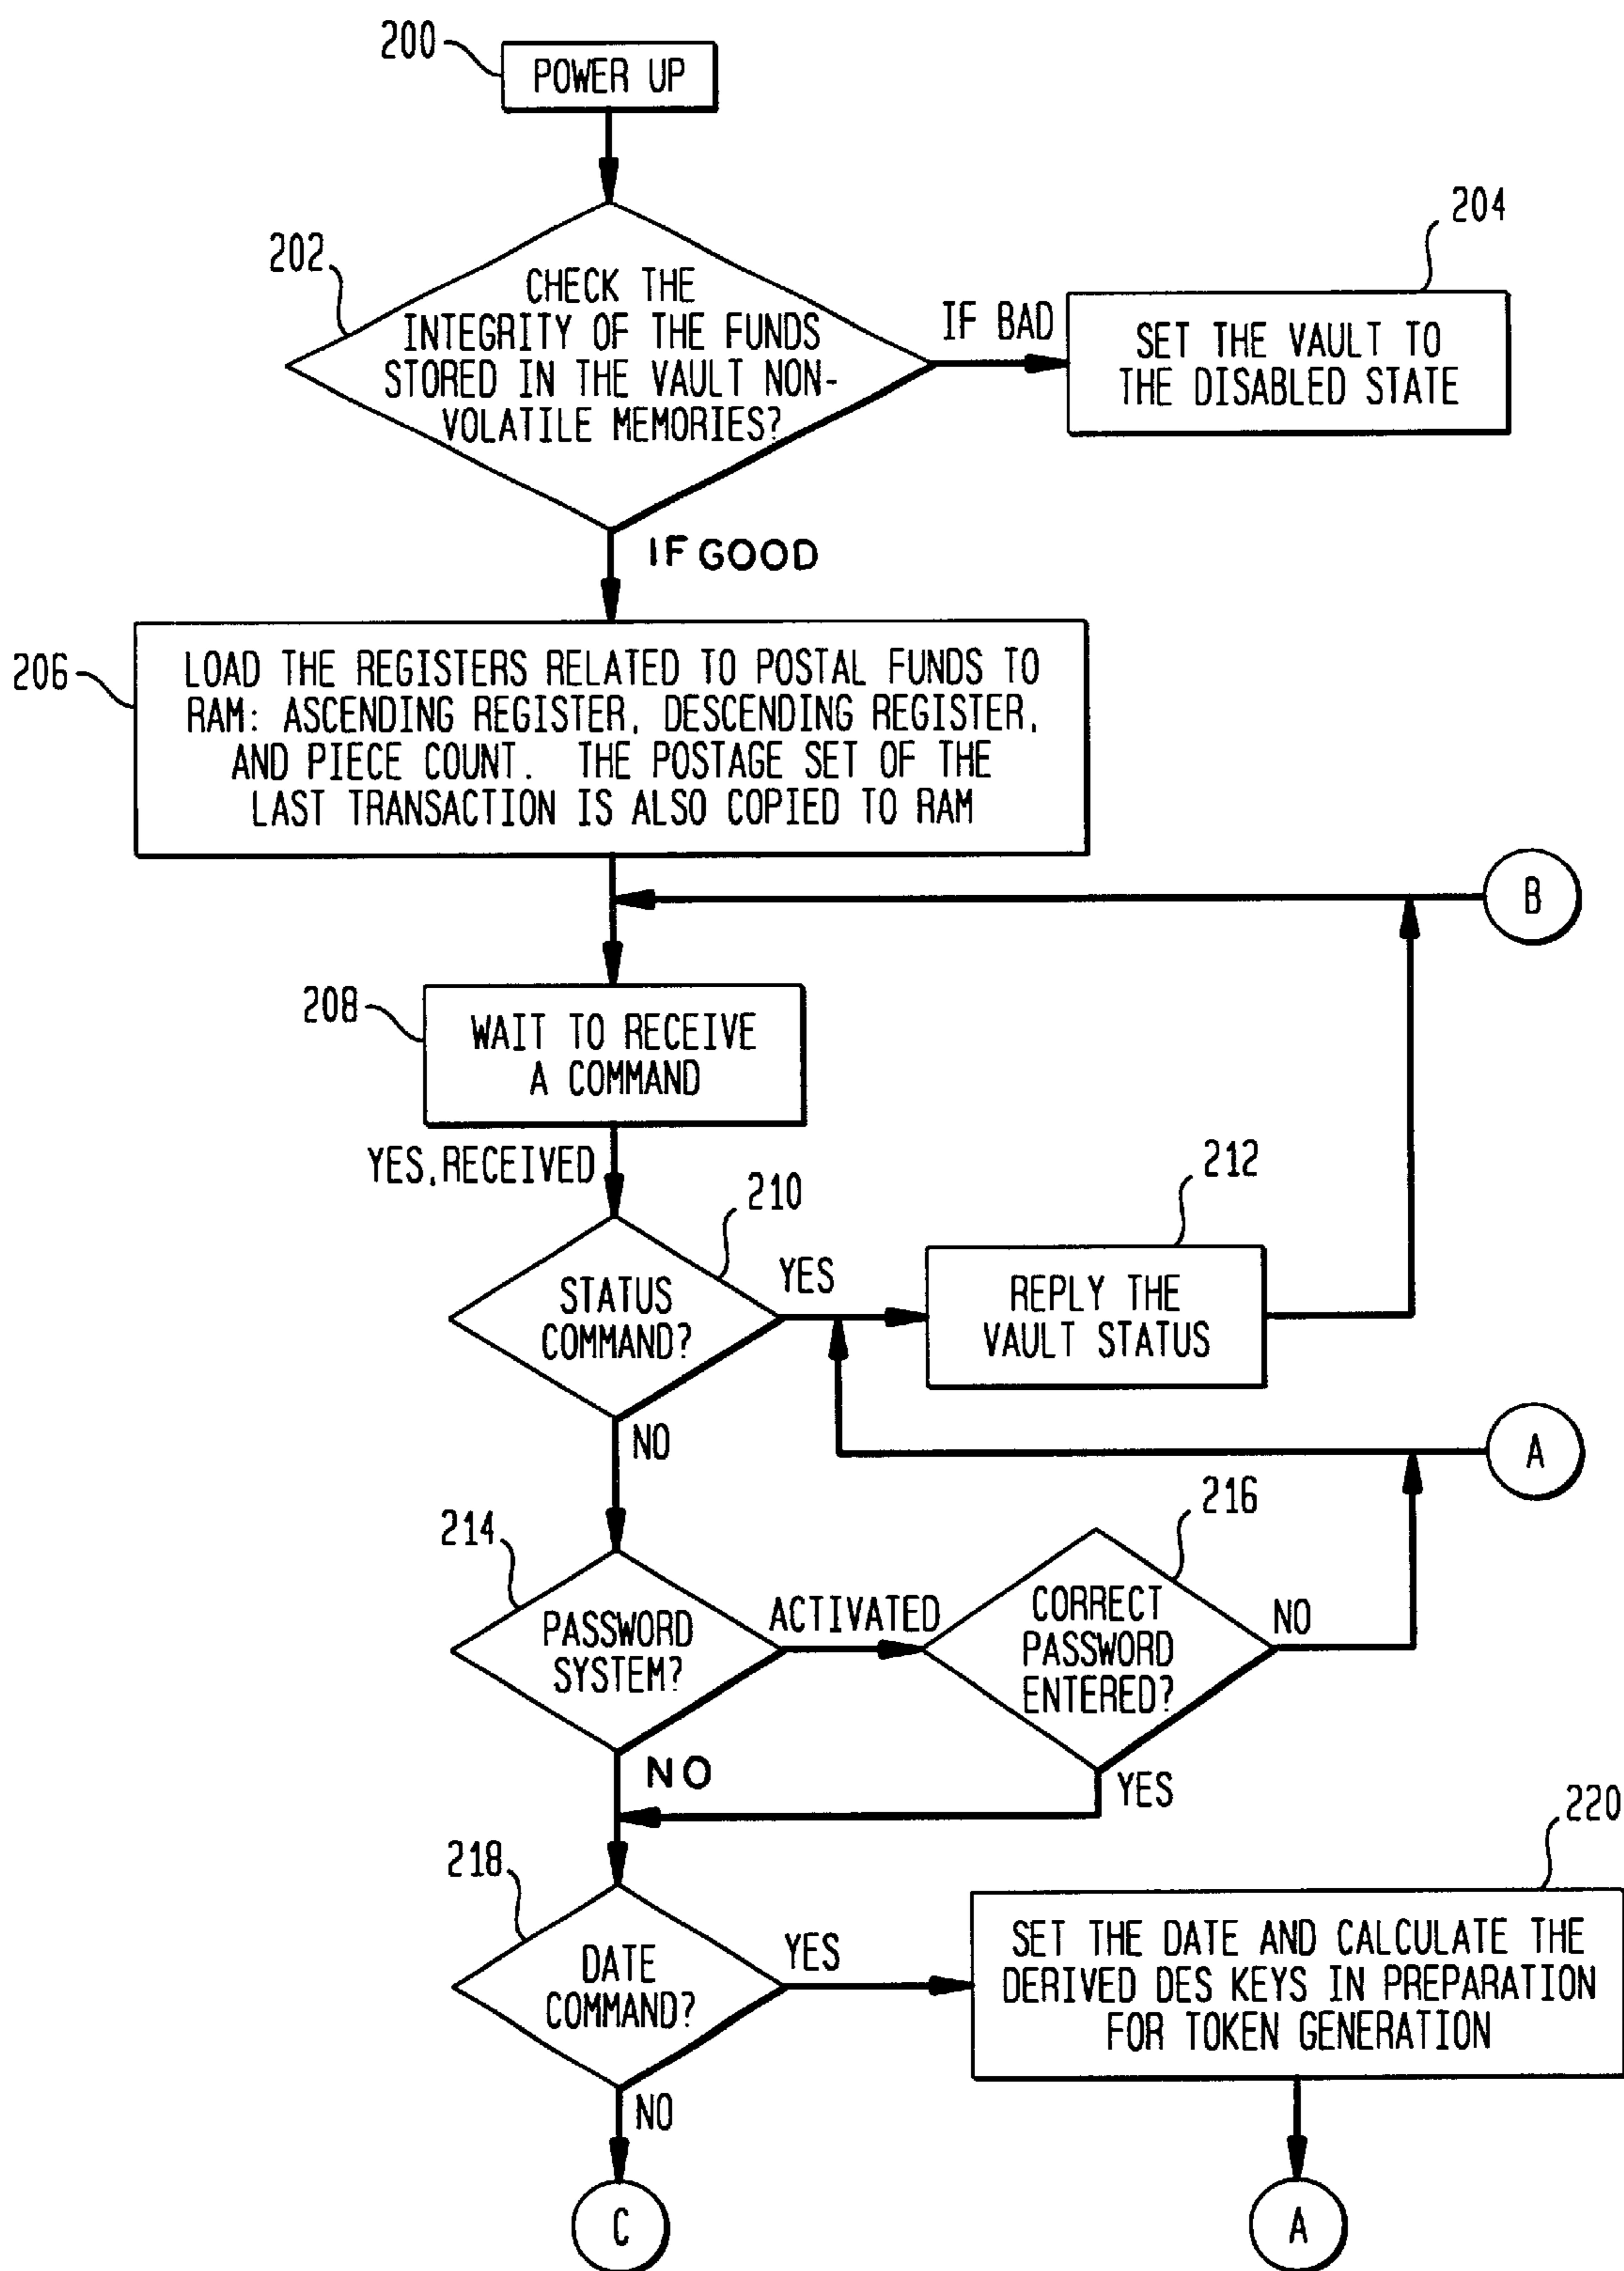 200
POWER UP
202
CHECK THE
INTEGRITY OF THE FUNDS
STORED IN THE VAULT NON-
VOLATILE MEMORIES?
IF BAD
204
SET THE VAULT TO
THE DISABLED STATE
IF GOOD
206
LOAD THE REGISTERS RELATED TO POSTAL FUNDS TO
RAM: ASCENDING REGISTER, DESCENDING REGISTER,
AND PIECE COUNT. THE POSTAGE SET OF THE
LAST TRANSACTION IS ALSO COPIED TO RAM
B
208
WAIT TO RECEIVE
A COMMAND
YES, RECEIVED
210
STATUS
COMMAND?
YES
212
REPLY THE
VAULT STATUS
NO
A
214
PASSWORD
SYSTEM?
ACTIVATED
216
CORRECT
PASSWORD
ENTERED?
NO
NO
YES
218
DATE
COMMAND?
YES
220
SET THE DATE AND CALCULATE THE
DERIVED DES KEYS IN PREPARATION
FOR TOKEN GENERATION
NO
C
A